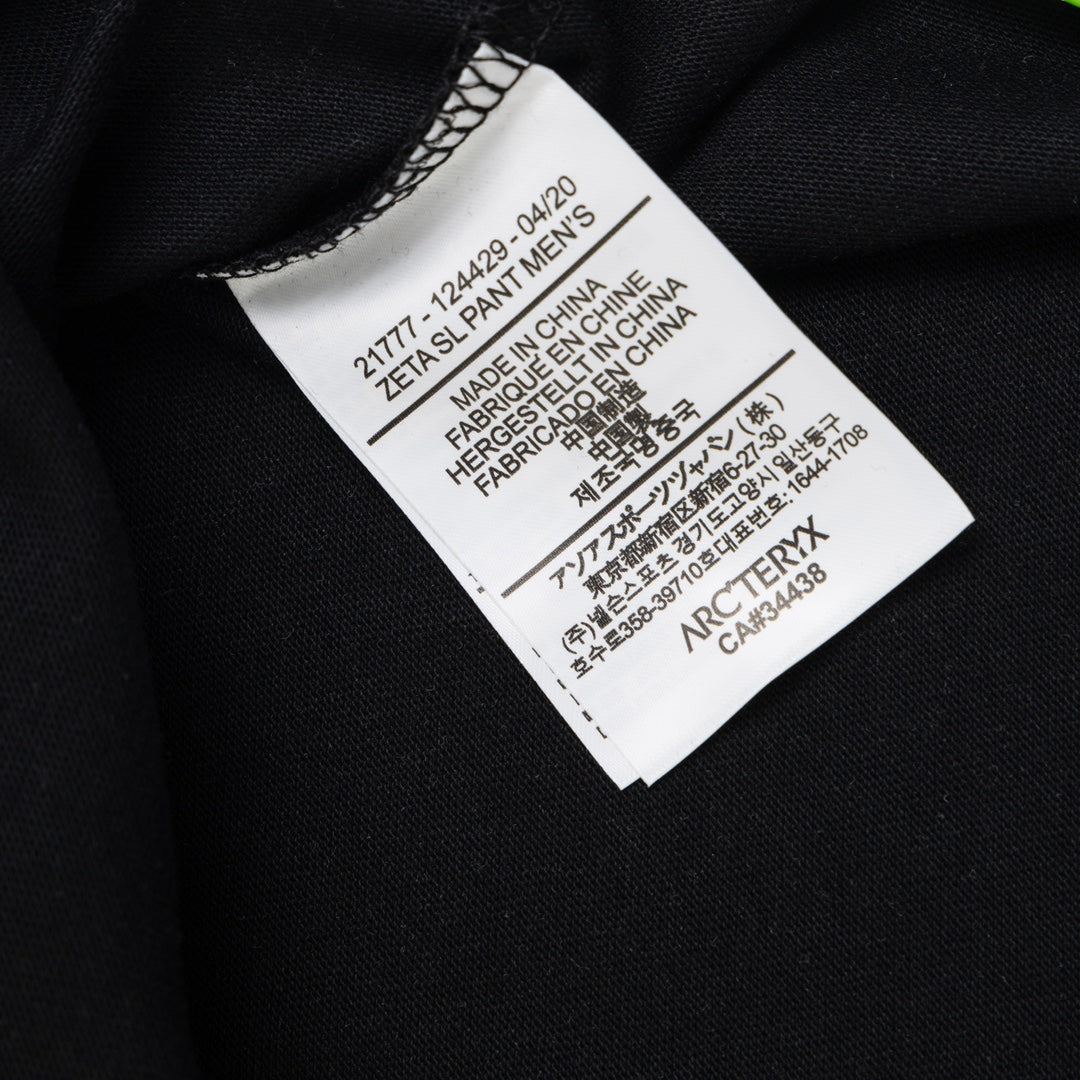 21777 - 124429 - 04/20
ZETA SL PANT MEN'S
MADE IN CHINA
FABRIQUE EN CHINE
HERGESTELLT IN CHINA
FABRICADO EN CHINA
中国制造
中国製
제조국명 중국
アソアスポーツヅャパン(株)
東京都新宿区新宿6-27-30
(주)넬슨스포츠 경기도고양시 일산동구
호수로358-39710호대표번호: 1644-1708
ARC'TERYX
CA#34438